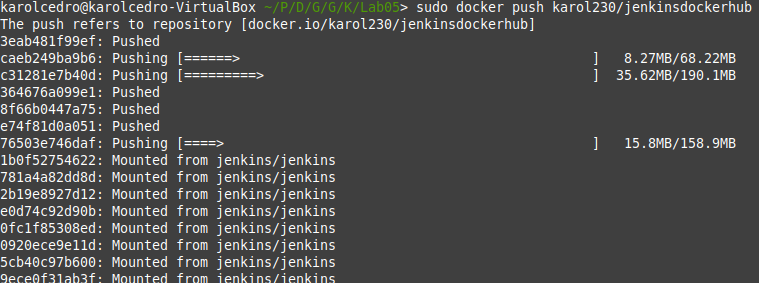 karolcedro@karolcedro-VirtualBox ~/P/D/G/G/K/Lab05> sudo docker push karol230/jenkinsdockerhub
The push refers to repository [docker.io/karol230/jenkinsdockerhub]
3eab481f99ef: Pushed
caeb249ba9b6: Pushing [======>                                            ]   8.27MB/68.22MB
c31281e7b40d: Pushing [=========>                                         ]  35.62MB/190.1MB
364676a099e1: Pushed
8f66b0447a75: Pushed
e74f81d0a051: Pushed
76503e746daf: Pushing [====>                                              ]   15.8MB/158.9MB
1b0f52754622: Mounted from jenkins/jenkins
781a4a82dd8d: Mounted from jenkins/jenkins
2b19e8927d12: Mounted from jenkins/jenkins
e0d74c92d90b: Mounted from jenkins/jenkins
0fc1f85308ed: Mounted from jenkins/jenkins
0920ece9e11d: Mounted from jenkins/jenkins
5cb40c97b600: Mounted from jenkins/jenkins
9ece0f31ab3f: Mounted from jenkins/jenkins